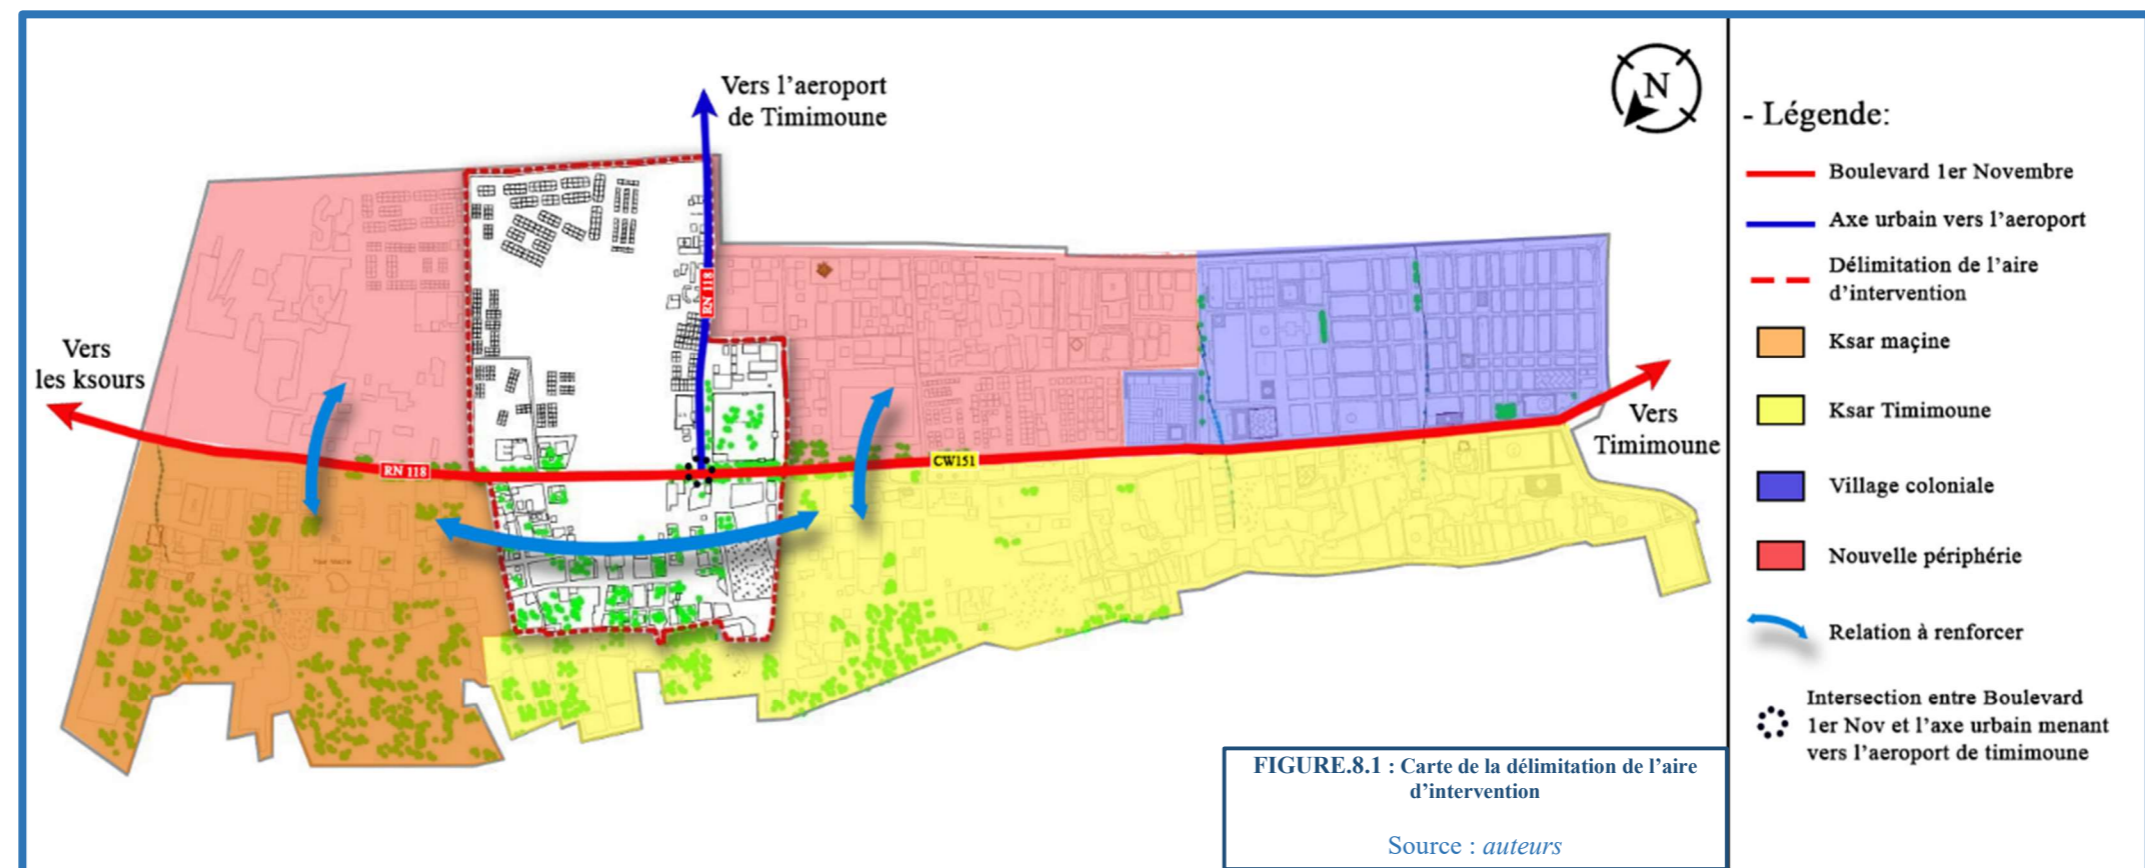 Vers l'aeroport
de Timimoune
N
RN 118
Vers
les ksours
RN 118
CW151
Vers
Timimoune
- Légende:
Boulevard 1er Novembre
Axe urbain vers l'aeroport
Délimitation de l'aire
d'intervention
Ksar maçine
Ksar Timimoune
Village coloniale
Nouvelle périphérie
Relation à renforcer
Intersection entre Boulevard
1er Nov et l'axe urbain menant
vers l'aeroport de timimoune
FIGURE.8.1 : Carte de la délimitation de l'aire
d'intervention
Source : auteurs